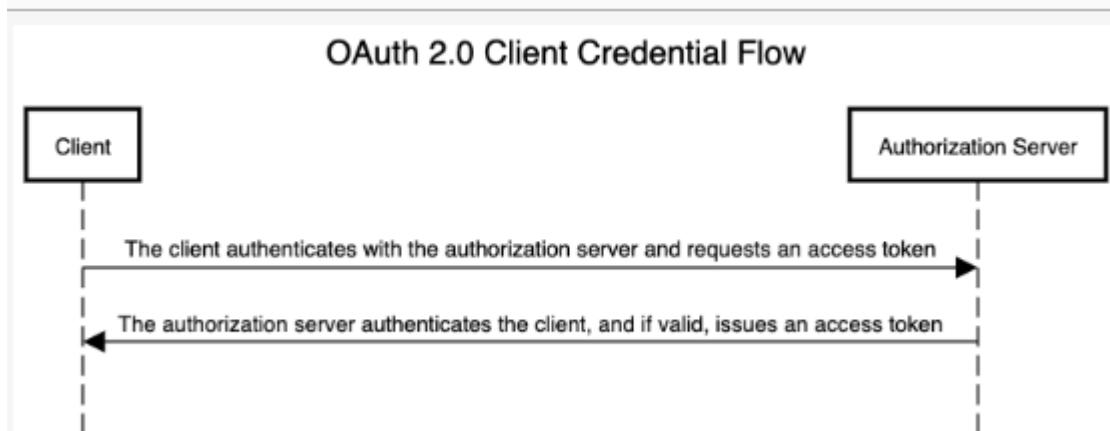 OAuth 2.0 Client Credential Flow
Client
Authorization Server
The client authenticates with the authorization server and requests an access token
The authorization server authenticates the client, and if valid, issues an access token